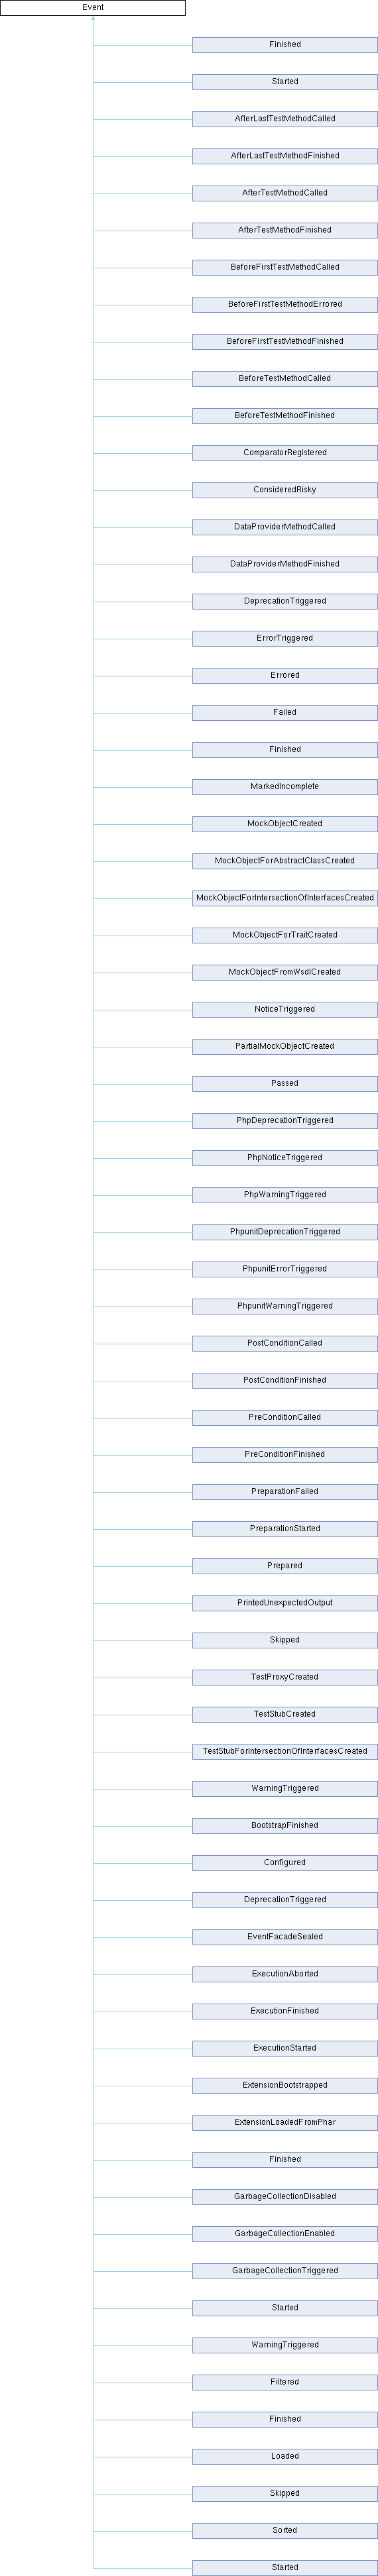 Event
Finished
Started
AfterLastTestMethodCalled
AfterLastTestMethodFinished
AfterTestMethodCalled
AfterTestMethodFinished
BeforeFirstTestMethodCalled
BeforeFirstTestMethodErrored
BeforeFirstTestMethodFinished
BeforeTestMethodCalled
BeforeTestMethodFinished
ComparatorRegistered
ConsideredRisky
DataProviderMethodCalled
DataProviderMethodFinished
DeprecationTriggered
ErrorTriggered
Errored
Failed
Finished
MarkedIncomplete
MockObjectCreated
MockObjectForAbstractClassCreated
MockObjectForIntersectionOfInterfacesCreated
MockObjectForTraitCreated
MockObjectFromWsdlCreated
NoticeTriggered
PartialMockObjectCreated
Passed
PhpDeprecationTriggered
PhpNoticeTriggered
PhpWarningTriggered
PhpunitDeprecationTriggered
PhpunitErrorTriggered
PhpunitWarningTriggered
PostConditionCalled
PostConditionFinished
PreConditionCalled
PreConditionFinished
PreparationFailed
PreparationStarted
Prepared
PrintedUnexpectedOutput
Skipped
TestProxyCreated
TestStubCreated
TestStubForIntersectionOfInterfacesCreated
WarningTriggered
BootstrapFinished
Configured
DeprecationTriggered
EventFacadeSealed
ExecutionAborted
ExecutionFinished
ExecutionStarted
ExtensionBootstrapped
ExtensionLoadedFromPhar
Finished
GarbageCollectionDisabled
GarbageCollectionEnabled
GarbageCollectionTriggered
Started
WarningTriggered
Filtered
Finished
Loaded
Skipped
Sorted
Started